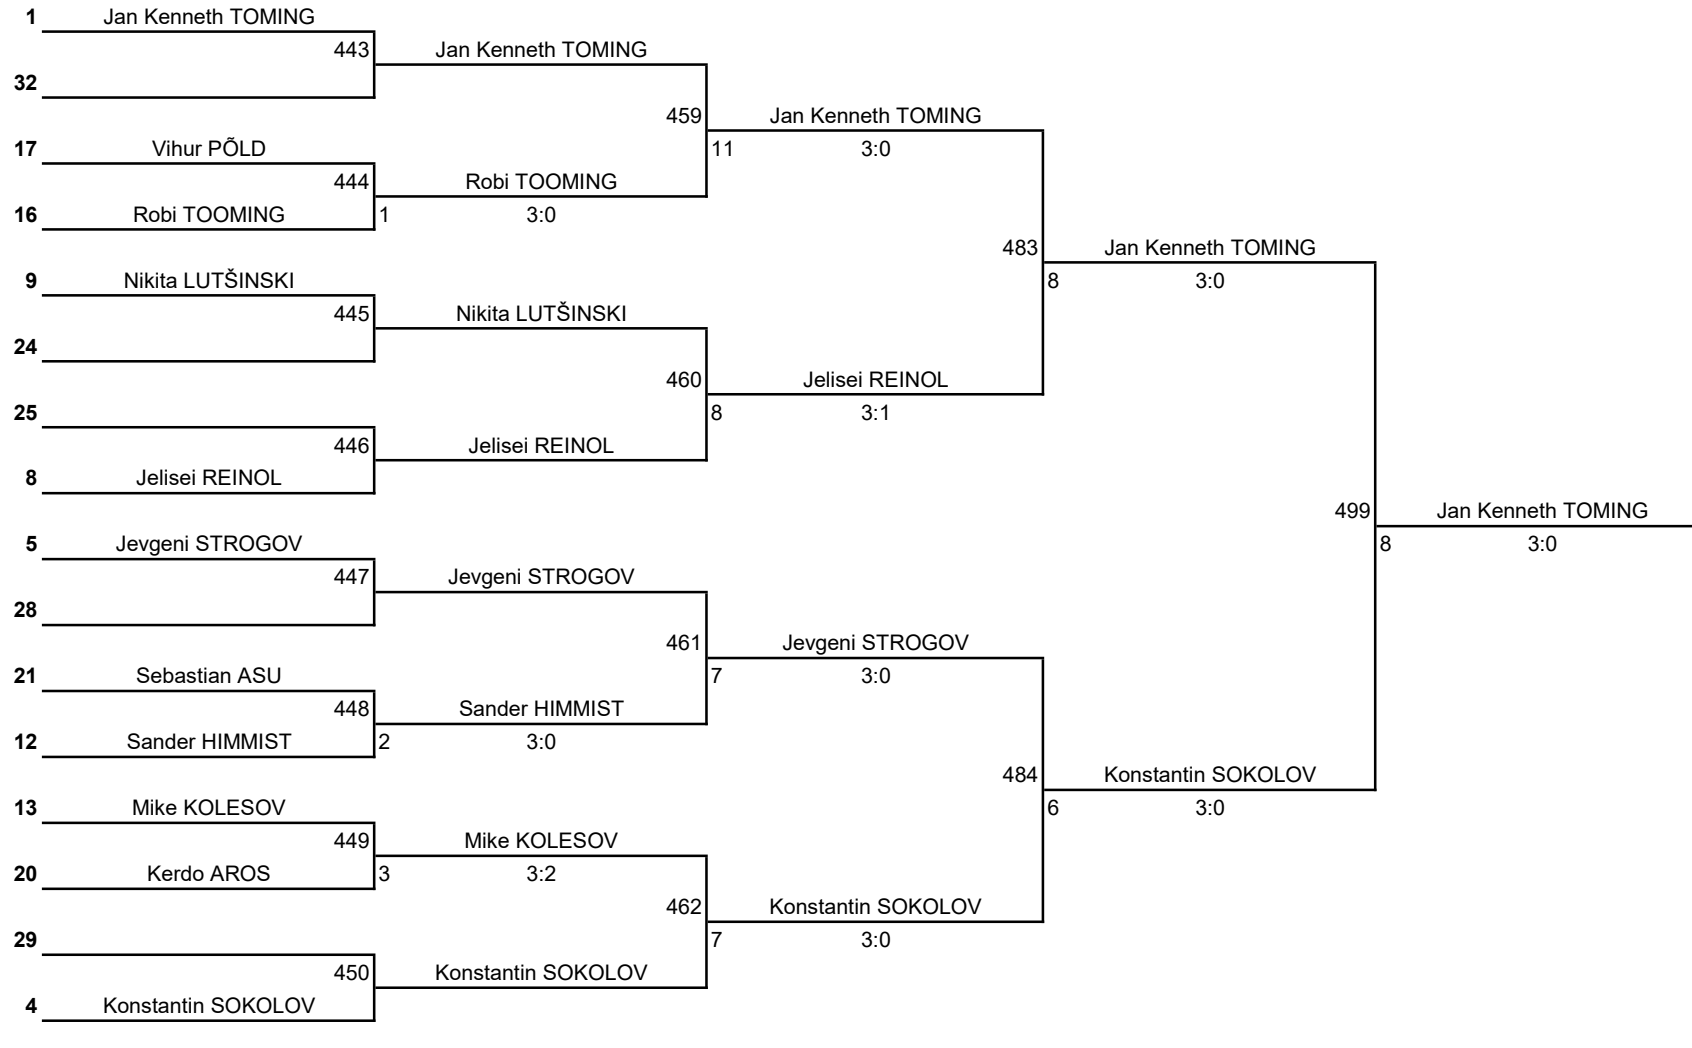 1 Jan Kenneth TOMING
443 Jan Kenneth TOMING
32
459 Jan Kenneth TOMING
17 Vihur PÕLD
11 3:0
444 Robi TOOMING
16 Robi TOOMING
1 3:0
483 Jan Kenneth TOMING
9 Nikita LUTŠINSKI
8 3:0
445 Nikita LUTŠINSKI
24
460 Jelisei REINOL
25
8 3:1
446 Jelisei REINOL
8 Jelisei REINOL
499 Jan Kenneth TOMING
5 Jevgeni STROGOV
8 3:0
447 Jevgeni STROGOV
28
461 Jevgeni STROGOV
21 Sebastian ASU
7 3:0
448 Sander HIMMIST
12 Sander HIMMIST
2 3:0
484 Konstantin SOKOLOV
13 Mike KOLESOV
6 3:0
449 Mike KOLESOV
20 Kerdo AROS
3 3:2
462 Konstantin SOKOLOV
29
7 3:0
450 Konstantin SOKOLOV
4 Konstantin SOKOLOV